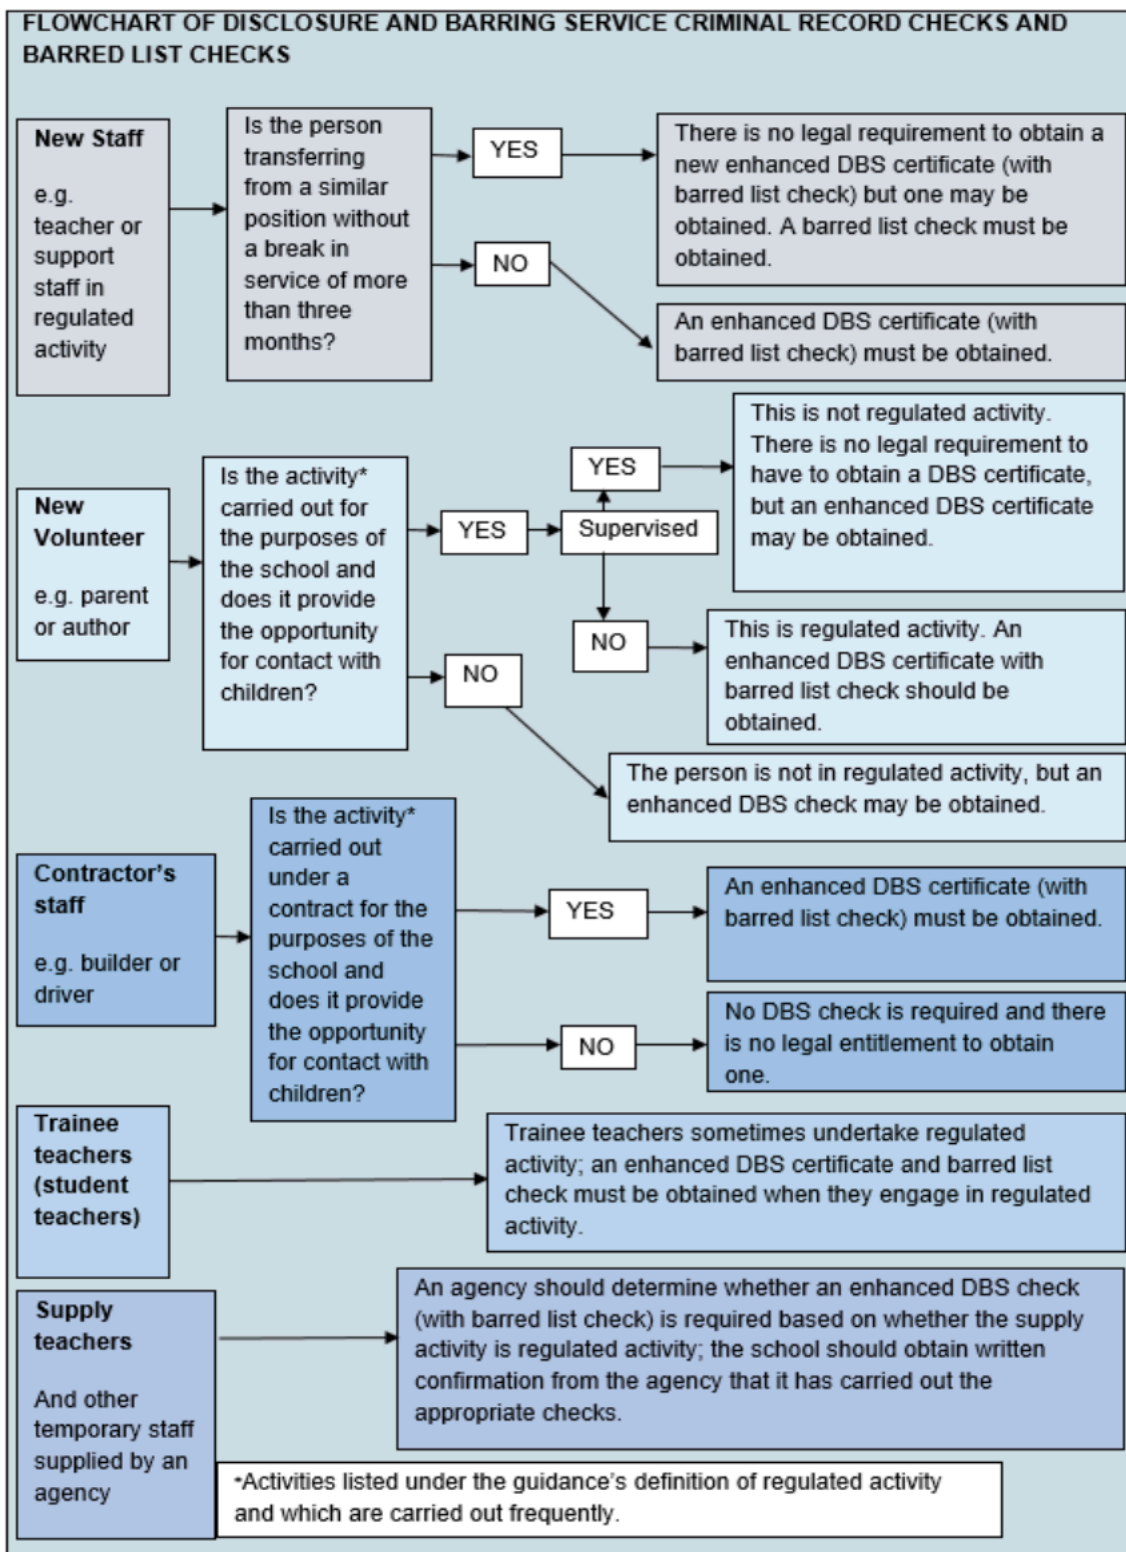 FLOWCHART OF DISCLOSURE AND BARRING SERVICE CRIMINAL RECORD CHECKS AND
BARRED LIST CHECKS
New Staff
e.g.
teacher or
support
staff in
regulated
activity
Is the person
transferring
from a similar
position without
a break in
service of more
than three
months?
YES
There is no legal requirement to obtain a
new enhanced DBS certificate (with
barred list check) but one may be
obtained. A barred list check must be
obtained.
NO
An enhanced DBS certificate (with
barred list check) must be obtained.
New
Volunteer
e.g. parent
or author
Is the activity*
carried out for
the purposes of
the school and
does it provide
the opportunity
for contact with
children?
YES
Supervised
YES
This is not regulated activity.
There is no legal requirement to
have to obtain a DBS certificate,
but an enhanced DBS certificate
may be obtained.
NO
This is regulated activity. An
enhanced DBS certificate with
barred list check should be
obtained.
NO
The person is not in regulated activity, but an
enhanced DBS check may be obtained.
Contractor's
staff
e.g. builder or
driver
Is the activity*
carried out
under a
contract for the
purposes of the
school and
does it provide
the opportunity
for contact with
children?
YES
An enhanced DBS certificate (with
barred list check) must be obtained.
NO
No DBS check is required and there
is no legal entitlement to obtain
one.
Trainee
teachers
(student
teachers)
Trainee teachers sometimes undertake regulated
activity; an enhanced DBS certificate and barred list
check must be obtained when they engage in regulated
activity.
Supply
teachers
And other
temporary staff
supplied by an
agency
An agency should determine whether an enhanced DBS check
(with barred list check) is required based on whether the supply
activity is regulated activity; the school should obtain written
confirmation from the agency that it has carried out the
appropriate checks.
*Activities listed under the guidance's definition of regulated activity
and which are carried out frequently.